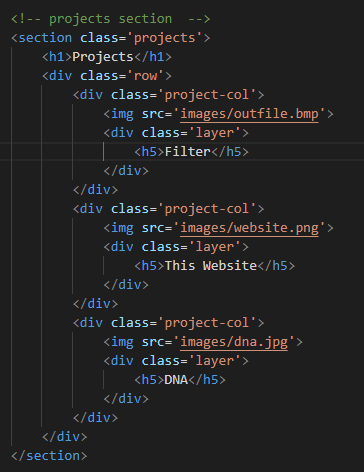 <!-- projects section  -->
<section class='projects'>
    <h1>Projects</h1>
    <div class='row'>
        <div class='project-col'>
            <img src='images/outfile.bmp'>
            <div class='layer'>
                <h5>Filter</h5>
            </div>
        </div>
        <div class='project-col'>
            <img src='images/website.png'>
            <div class='layer'>
                <h5>This Website</h5>
            </div>
        </div>
        <div class='project-col'>
            <img src='images/dna.jpg'>
            <div class='layer'>
                <h5>DNA</h5>
            </div>
        </div>
    </div>
</section>